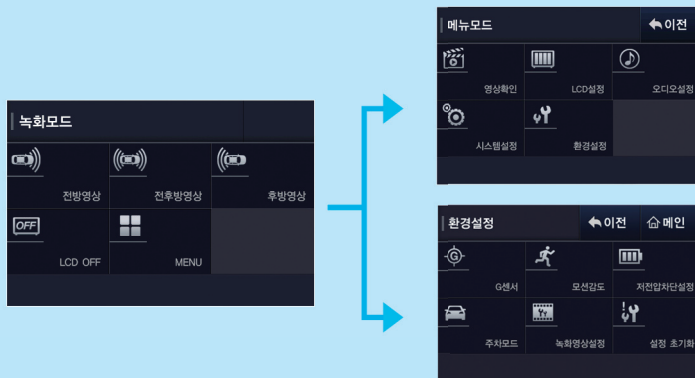 녹화모드
전방영상 전후방영상 후방영상
OFF
LCD OFF MENU
메뉴모드 이전
영상확인 LCD설정 오디오설정
시스템설정 환경설정
환경설정 이전 메인
G
G센서 모션감도 저전압차단설정
주차모드 녹화영상설정 설정 초기화